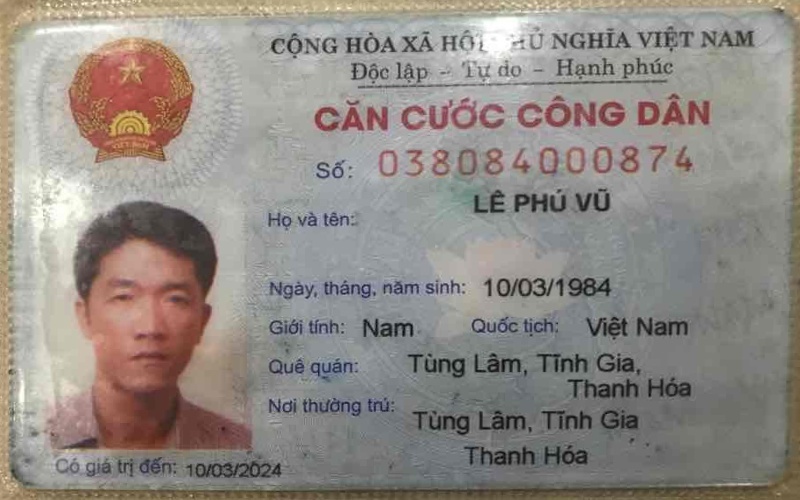 CỘNG HÒA XÃ HỘI CHỦ NGHĨA VIỆT NAM
Độc lập - Tự do - Hạnh phúc
CĂN CƯỚC CÔNG DÂN
Số: 038084000874
Họ và tên: LÊ PHÚ VŨ
Ngày, tháng, năm sinh: 10/03/1984
Giới tính: Nam Quốc tịch: Việt Nam
Quê quán: Tùng Lâm, Tĩnh Gia,
Thanh Hóa
Nơi thường trú: Tùng Lâm, Tĩnh Gia
Thanh Hóa
Có giá trị đến: 10/03/2024